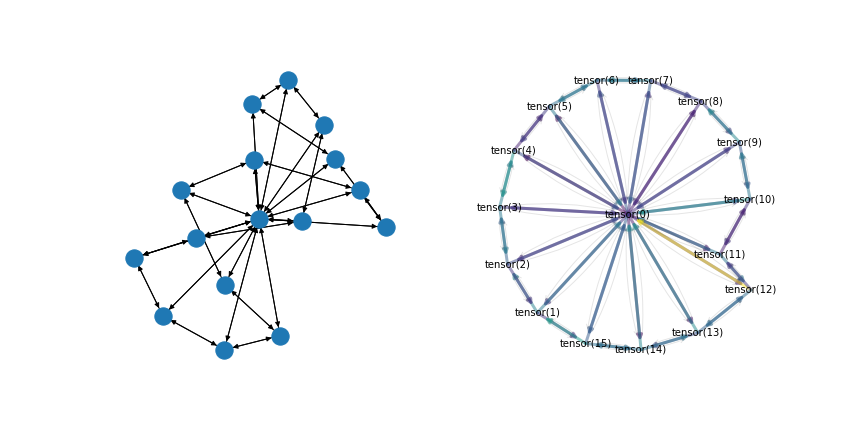 tensor(6) tensor(7)
tensor(5) tensor(8)
tensor(4) tensor(9)
tensor(3) tensor(0) tensor(10)
tensor(2) tensor(11)
tensor(12)
tensor(1) tensor(13)
tensor(15) tensor(14)